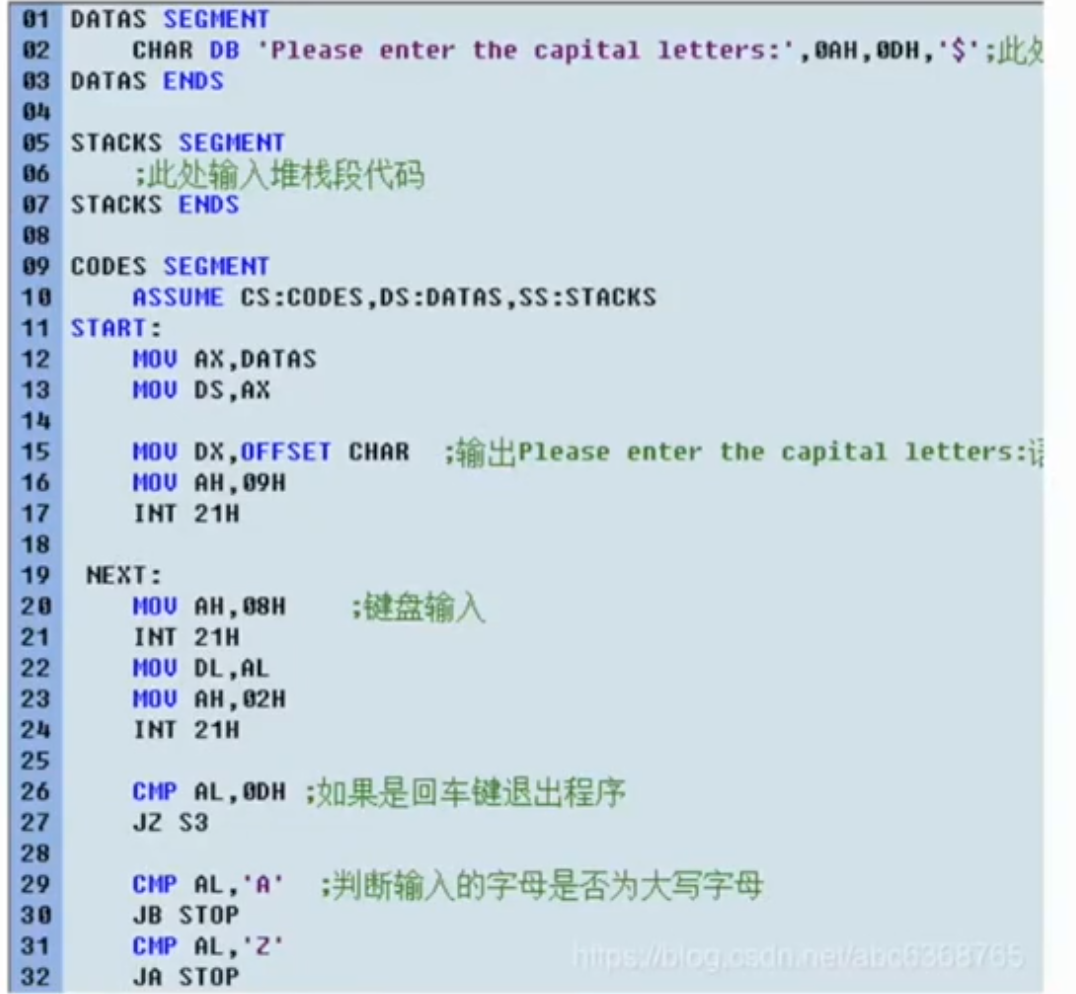 01 DATAS SEGMENT
02 CHAR DB 'Please enter the capital letters:',0AH,0DH,'$';此处
03 DATAS ENDS
04
05 STACKS SEGMENT
06 ;此处输入堆栈段代码
07 STACKS ENDS
08
09 CODES SEGMENT
10 ASSUME CS:CODES,DS:DATAS,SS:STACKS
11 START:
12 MOV AX,DATAS
13 MOV DS,AX
14
15 MOV DX,OFFSET CHAR ;输出Please enter the capital letters:
16 MOV AH,09H
17 INT 21H
18
19 NEXT:
20 MOV AH,08H ;键盘输入
21 INT 21H
22 MOV DL,AL
23 MOV AH,02H
24 INT 21H
25
26 CMP AL,0DH ;如果是回车键退出程序
27 JZ S3
28
29 CMP AL,'A' ;判断输入的字母是否为大写字母
30 JB STOP
31 CMP AL,'Z'
32 JA STOP
https://blog.csdn.net/abc6368765